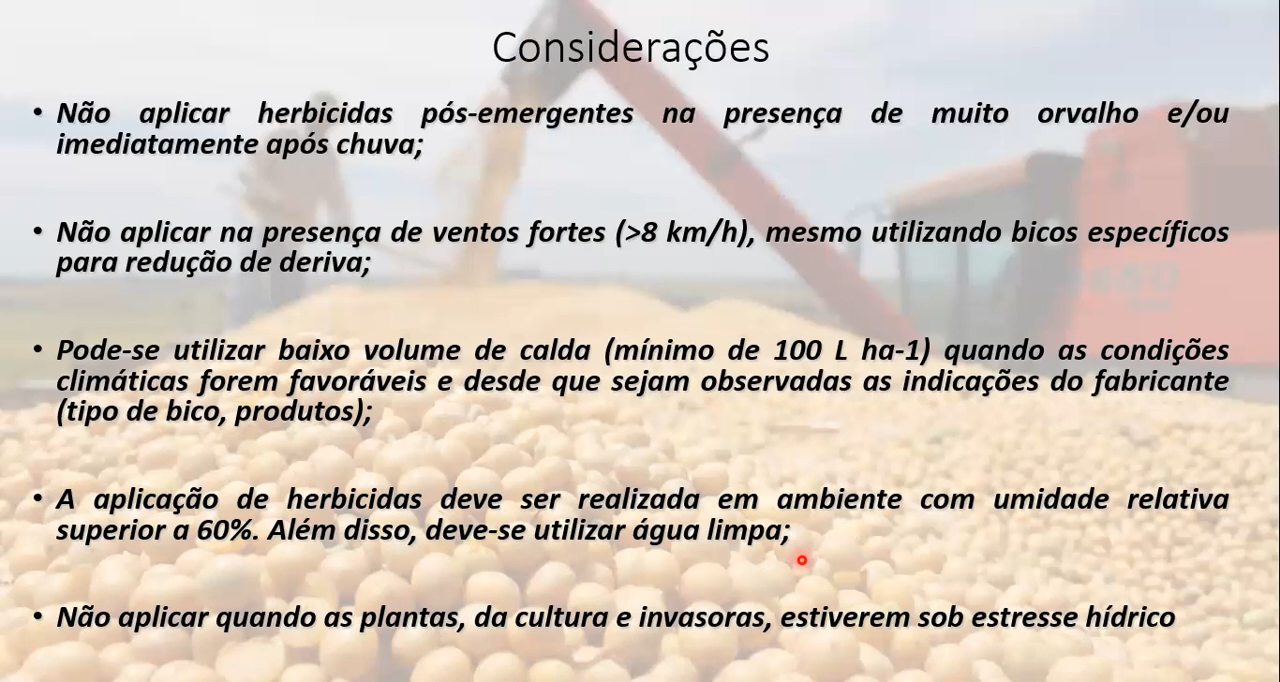 Considerações
• Não aplicar herbicidas pós-emergentes na presença de muito orvalho e/ou
imediatamente após chuva;
• Não aplicar na presença de ventos fortes (>8 km/h), mesmo utilizando bicos específicos
para redução de deriva;
• Pode-se utilizar baixo volume de calda (mínimo de 100 L ha-1) quando as condições
climáticas forem favoráveis e desde que sejam observadas as indicações do fabricante
(tipo de bico, produtos);
• A aplicação de herbicidas deve ser realizada em ambiente com umidade relativa
superior a 60%. Além disso, deve-se utilizar água limpa;
• Não aplicar quando as plantas, da cultura e invasoras, estiverem sob estresse hídrico